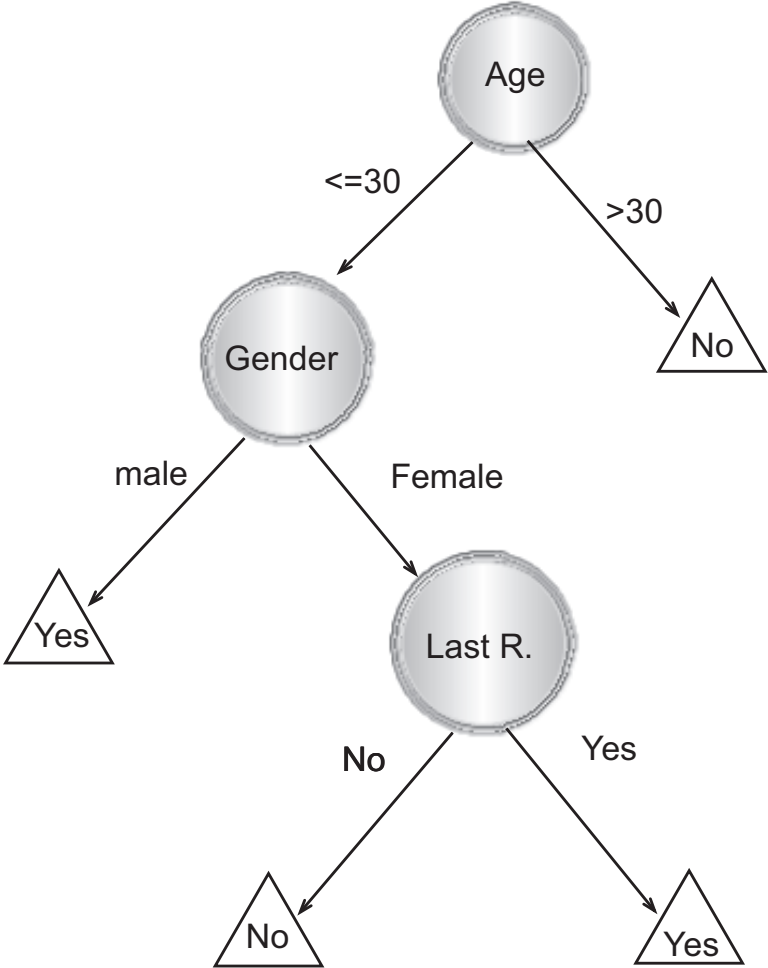 Age
<=30
>30
No
Gender
male
Female
Yes
Last R.
No
Yes
No
Yes